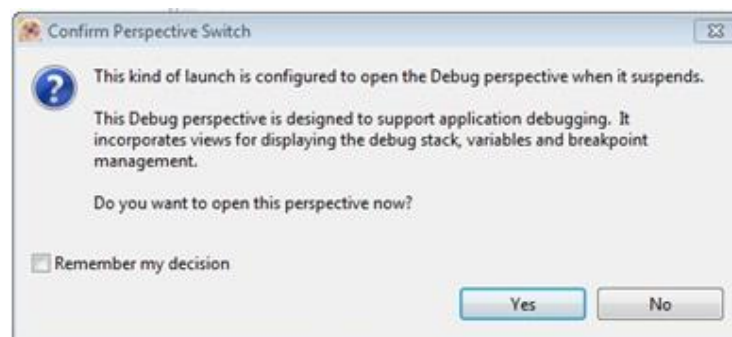 Confirm Perspective Switch
This kind of launch is configured to open the Debug perspective when it suspends.
This Debug perspective is designed to support application debugging. It
incorporates views for displaying the debug stack, variables and breakpoint
management.
Do you want to open this perspective now?
Remember my decision
Yes No